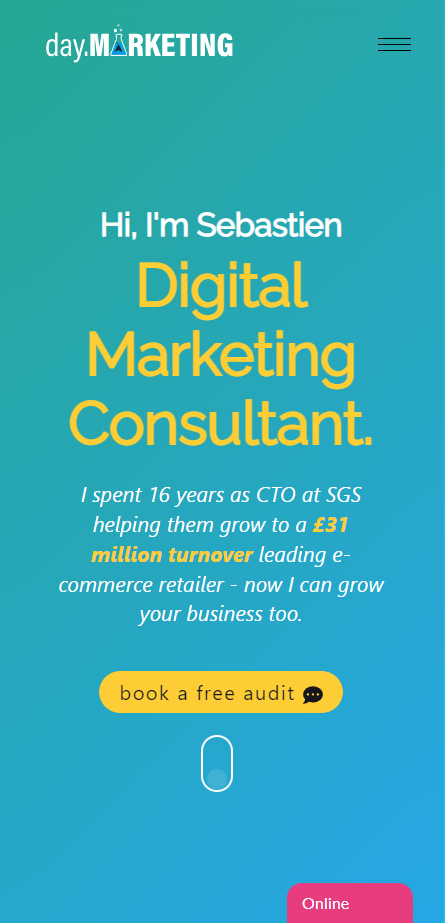 day.MARKETING
Hi, I'm Sebastien
Digital
Marketing
Consultant.
I spent 16 years as CTO at SGS
helping them grow to a £31
million turnover leading e-
commerce retailer - now I can grow
your business too.
book a free audit
Online